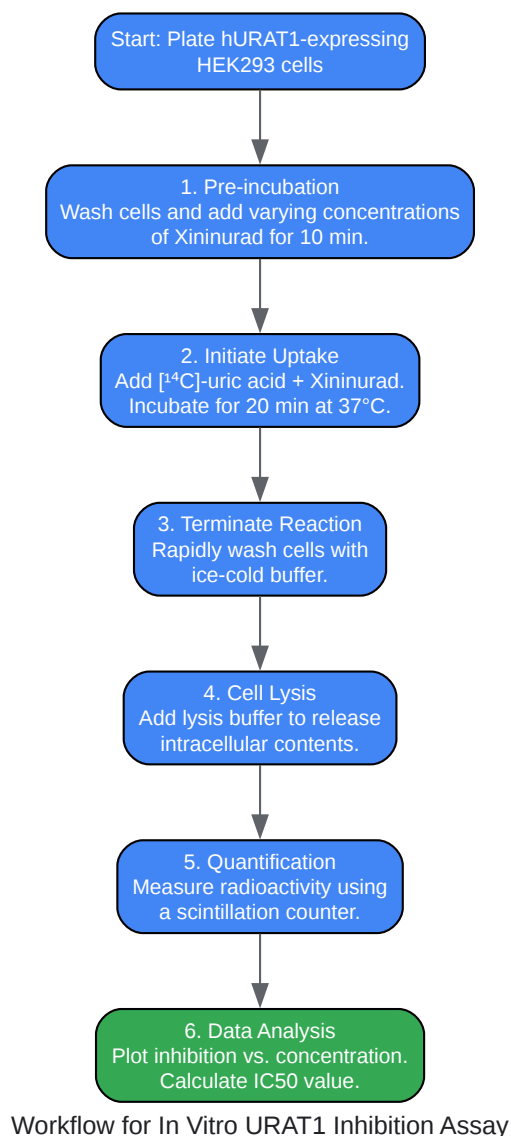 Start: Plate hURAT1-expressing
HEK293 cells
1. Pre-incubation
Wash cells and add varying concentrations
of Xininurad for 10 min.
2. Initiate Uptake
Add [¹⁴C]-uric acid + Xininurad.
Incubate for 20 min at 37°C.
3. Terminate Reaction
Rapidly wash cells with
ice-cold buffer.
4. Cell Lysis
Add lysis buffer to release
intracellular contents.
5. Quantification
Measure radioactivity using
a scintillation counter.
6. Data Analysis
Plot inhibition vs. concentration.
Calculate IC50 value.
Workflow for In Vitro URAT1 Inhibition Assay